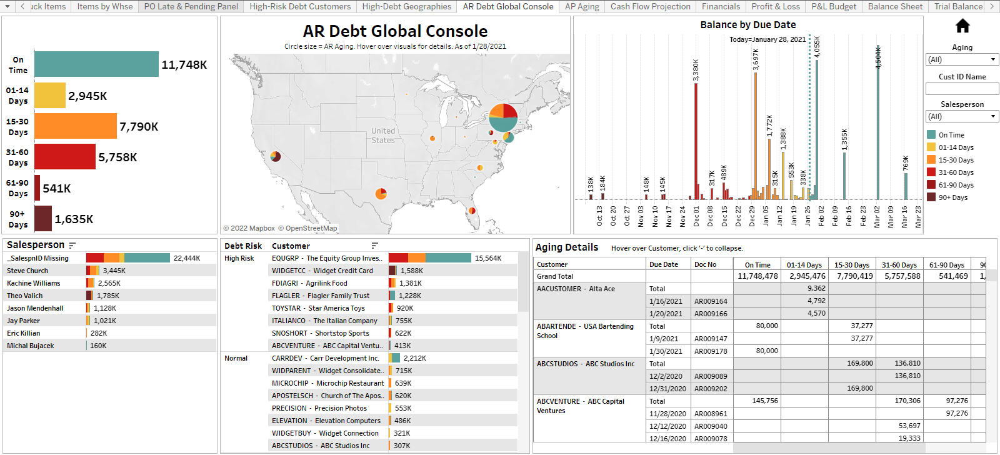 uck Items
Items by Whse
PO Late & Pending Panel
High-Risk Debt Customers
High-Debt Geographies
AR Debt Global Console
AP Aging
Cash Flow Projection
Financials
Profit & Loss
P&L Budget
Balance Sheet
Trial Balance
On Time
11,748K
01-14 Days
2,945K
15-30 Days
7,790K
31-60 Days
5,758K
61-90 Days
541K
90+ Days
1,635K
AR Debt Global Console
Circle size = AR Aging. Hover over visuals for details. As of 1/28/2021
United
States
© 2022 Mapbox © OpenStreetMap
Balance by Due Date
Today=January 28, 2021
138K
184K
148K
145K
3,380K
317K
489K
3,697K
1,772K
315K
1,388K
553K
338K
4,055K
1,355K
4,504K
769K
Oct 13
Oct 20
Oct 27
Nov 03
Nov 10
Nov 17
Nov 24
Dec 01
Dec 08
Dec 15
Dec 22
Dec 29
Jan 05
Jan 12
Jan 19
Jan 26
Feb 02
Feb 09
Feb 16
Feb 23
Mar 02
Mar 09
Mar 16
Mar 23
Aging
(All)
Cust ID Name
Salesperson
(All)
On Time
01-14 Days
15-30 Days
31-60 Days
61-90 Days
90+ Days
Salesperson
_SalespnID Missing 22,444K
Steve Church 3,445K
Kachine Williams 2,565K
Theo Valich 1,785K
Jason Mendenhall 1,128K
Jay Parker 1,021K
Eric Killian 282K
Michal Bujacek 160K
Debt Risk Customer
High Risk EQUGRP - The Equity Group Inves.. 15,564K
WIDGETCC - Widget Credit Card 1,588K
FDIAGRI - Agrilink Food 1,381K
FLAGLER - Flagler Family Trust 1,228K
TOYSTAR - Star America Toys 920K
ITALIANCO - The Italian Company 755K
SNOSHORT - Shortstop Sports 622K
ABCVENTURE - ABC Capital Ventu.. 413K
Normal CARRDEV - Carr Development Inc. 2,212K
WIDPARENT - Widget Consolidate.. 715K
MICROCHIP - Microchip Restaurant 639K
APOSTELSCH - Church of The Apos.. 620K
PRECISION - Precision Photos 553K
ELEVATION - Elevation Computers 486K
WIDGETBUY - Widget Connection 321K
ABCSTUDIOS - ABC Studios Inc 307K
Aging Details Hover over Customer, click '-' to collapse.
Customer Due Date Doc No On Time 01-14 Days 15-30 Days 31-60 Days 61-90 Days 90
Grand Total 11,748,478 2,945,476 7,790,419 5,757,588 541,469 1,
AACUSTOMER - Alta Ace Total 9,362
1/16/2021 AR009164 4,792
1/20/2021 AR009166 4,570
ABARTENDE - USA Bartending School Total 80,000 37,277
1/9/2021 AR009147 37,277
1/30/2021 AR009178 80,000
ABCSTUDIOS - ABC Studios Inc Total 169,800 136,810
12/2/2020 AR009089 136,810
12/31/2020 AR009202 169,800
ABCVENTURE - ABC Capital Ventures Total 145,756 170,306 97,276
11/28/2020 AR008961 97,276
12/12/2020 AR009040 53,697
12/16/2020 AR009078 19,333